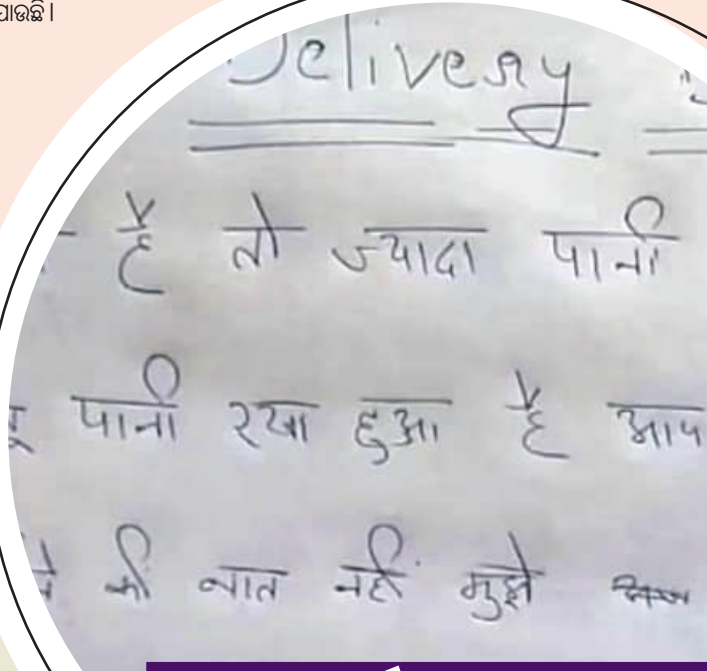 ପାଉଛି।
Delivery
है तो ज्यादा पानी
पानी रखा हुआ है आप
की बात नहीं मुझे